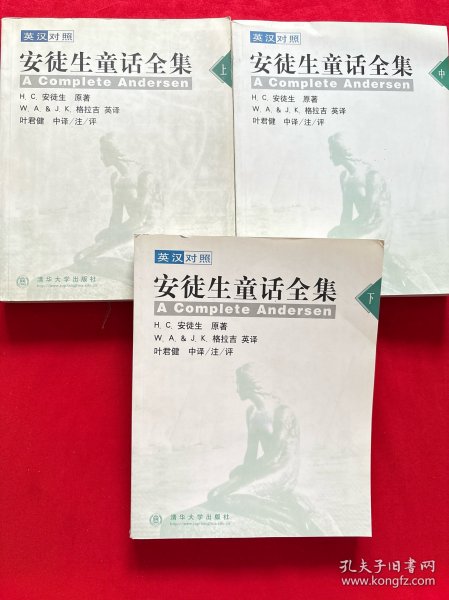 英汉对照
安徒生童话全集
上
A Complete Andersen
H. C. 安徒生 原著
W. A. & J. K. 格拉吉 英译
叶君健 中译/注/评
清华大学出版社
英汉对照
安徒生童话全集
中
A Complete Andersen
H. C. 安徒生 原著
W. A. & J. K. 格拉吉 英译
叶君健 中译/注/评
英汉对照
安徒生童话全集
下
A Complete Andersen
H. C. 安徒生 原著
W. A. & J. K. 格拉吉 英译
叶君健 中译/注/评
清华大学出版社
孔夫子旧书网
www.kongfz.com